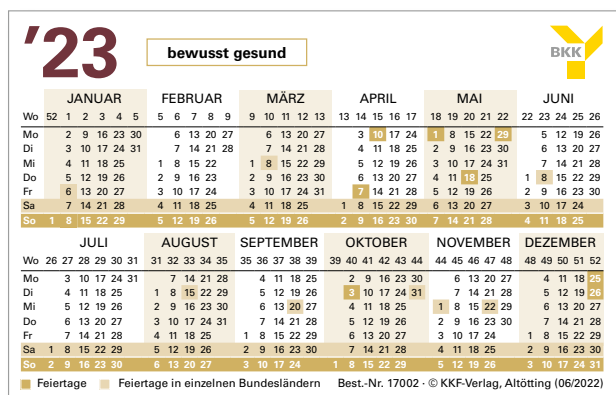 '23
bewusst gesund
BKK
JANUAR FEBRUAR MÄRZ APRIL MAI JUNI
Wo 52 1 2 3 4 5 5 6 7 8 9 9 10 11 12 13 13 14 15 16 17 18 19 20 21 22 22 23 24 25 26
Mo 2 9 16 23 30 6 13 20 27 6 13 20 27 3 10 17 24 1 8 15 22 29 5 12 19 26
Di 3 10 17 24 31 7 14 21 28 7 14 21 28 4 11 18 25 2 9 16 23 30 6 13 20 27
Mi 4 11 18 25 1 8 15 22 1 8 15 22 29 5 12 19 26 3 10 17 24 31 7 14 21 28
Do 5 12 19 26 2 9 16 23 2 9 16 23 30 6 13 20 27 4 11 18 25 1 8 15 22 29
Fr 6 13 20 27 3 10 17 24 3 10 17 24 31 7 14 21 28 5 12 19 26 2 9 16 23 30
Sa 7 14 21 28 4 11 18 25 4 11 18 25 1 8 15 22 29 6 13 20 27 3 10 17 24
So 1 8 15 22 29 5 12 19 26 5 12 19 26 2 9 16 23 30 7 14 21 28 4 11 18 25
JULI AUGUST SEPTEMBER OKTOBER NOVEMBER DEZEMBER
Wo 26 27 28 29 30 31 31 32 33 34 35 35 36 37 38 39 39 40 41 42 43 44 44 45 46 47 48 48 49 50 51 52
Mo 3 10 17 24 31 7 14 21 28 4 11 18 25 2 9 16 23 30 6 13 20 27 4 11 18 25
Di 4 11 18 25 1 8 15 22 29 5 12 19 26 3 10 17 24 31 7 14 21 28 5 12 19 26
Mi 5 12 19 26 2 9 16 23 30 6 13 20 27 4 11 18 25 1 8 15 22 29 6 13 20 27
Do 6 13 20 27 3 10 17 24 31 7 14 21 28 5 12 19 26 2 9 16 23 30 7 14 21 28
Fr 7 14 21 28 4 11 18 25 1 8 15 22 29 6 13 20 27 3 10 17 24 1 8 15 22 29
Sa 1 8 15 22 29 5 12 19 26 2 9 16 23 30 7 14 21 28 4 11 18 25 2 9 16 23 30
So 2 9 16 23 30 6 13 20 27 3 10 17 24 1 8 15 22 29 5 12 19 26 3 10 17 24 31
Feiertage Feiertage in einzelnen Bundesländern Best.-Nr. 17002 · © KKF-Verlag, Altötting (06/2022)